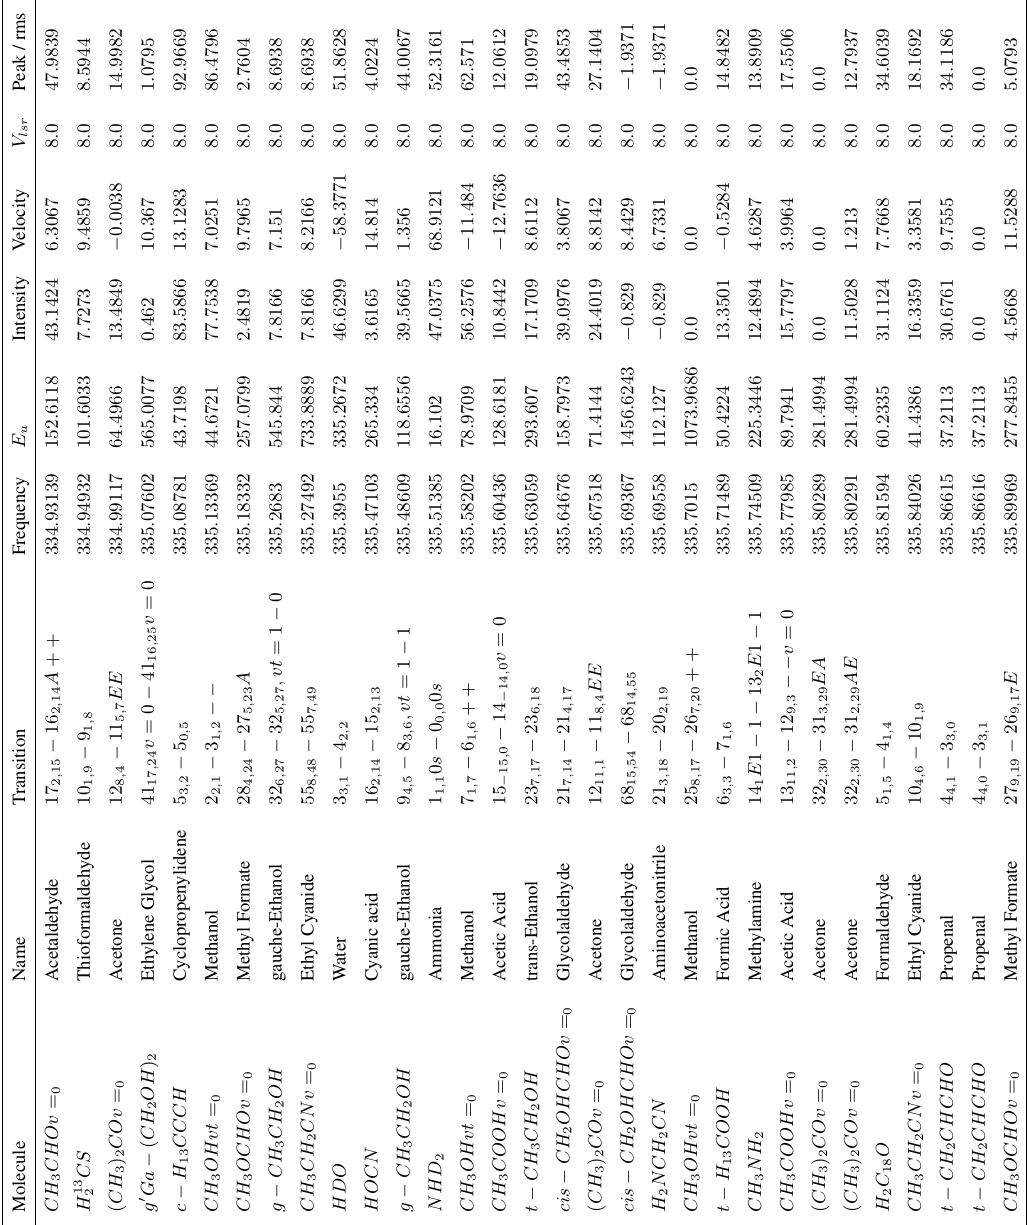 Molecule Name Transition Frequency E_u Intensity Velocity V_lsr Peak / rms
CH_3CHOv =_0 Acetaldehyde 17_{2,15} − 16_{2,14}A + + 334.93139 152.6118 43.1424 6.3067 8.0 47.9839
H_2^{13}CS Thioformaldehyde 10_{1,9} − 9_{1,8} 334.94932 101.6033 7.7273 9.4859 8.0 8.5944
(CH_3)_2COv =_0 Acetone 12_{8,4} − 11_{5,7}EE 334.99117 64.4966 13.4849 −0.0038 8.0 14.9982
g′Ga − (CH_2OH)_2 Ethylene Glycol 41_{17,24}v = 0 − 41_{16,25}v = 0 335.07602 565.0077 0.462 10.367 8.0 1.0795
c − H_{13}CCCH Cyclopropenylidene 5_{3,2} − 5_{0,5} 335.08781 43.7198 83.5866 13.1283 8.0 92.9669
CH_3OHvt =_0 Methanol 2_{2,1} − 3_{1,2} − − 335.13369 44.6721 77.7538 7.0251 8.0 86.4796
CH_3OCHOv =_0 Methyl Formate 28_{4,24} − 27_{5,23}A 335.18332 257.0799 2.4819 9.7965 8.0 2.7604
g − CH_3CH_2OH gauche-Ethanol 32_{6,27} − 32_{5,27}, vt = 1 − 0 335.2683 545.844 7.8166 7.151 8.0 8.6938
CH_3CH_2CNv =_0 Ethyl Cyanide 55_{8,48} − 55_{7,49} 335.27492 733.8889 7.8166 8.2166 8.0 8.6938
HDO Water 3_{3,1} − 4_{2,2} 335.3955 335.2672 46.6299 −58.3771 8.0 51.8628
HOCN Cyanic acid 16_{2,14} − 15_{2,13} 335.47103 265.334 3.6165 14.814 8.0 4.0224
g − CH_3CH_2OH gauche-Ethanol 9_{4,5} − 8_{3,6}, vt = 1 − 1 335.48609 118.6556 39.5665 1.356 8.0 44.0067
NHD_2 Ammonia 1_{1,1}0s − 0_{0,0}0s 335.51385 16.102 47.0375 68.9121 8.0 52.3161
CH_3OHvt =_0 Methanol 7_{1,7} − 6_{1,6} + + 335.58202 78.9709 56.2576 −11.484 8.0 62.571
CH_3COOHv =_0 Acetic Acid 15_{−15,0} − 14_{−14,0}v = 0 335.60436 128.6181 10.8442 −12.7636 8.0 12.0612
t − CH_3CH_2OH trans-Ethanol 23_{7,17} − 23_{6,18} 335.63059 293.607 17.1709 8.6112 8.0 19.0979
cis − CH_2OHCHOv =_0 Glycolaldehyde 21_{7,14} − 21_{4,17} 335.64676 158.7973 39.0976 3.8067 8.0 43.4853
(CH_3)_2COv =_0 Acetone 12_{11,1} − 11_{8,4}EE 335.67518 71.4144 24.4019 8.8142 8.0 27.1404
cis − CH_2OHCHOv =_0 Glycolaldehyde 68_{15,54} − 68_{14,55} 335.69367 1456.6243 −0.829 8.4429 8.0 −1.9371
H_2NCH_2CN Aminoacetonitrile 21_{3,18} − 20_{2,19} 335.69558 112.127 −0.829 6.7331 8.0 −1.9371
CH_3OHvt =_0 Methanol 25_{8,17} − 26_{7,20} + + 335.7015 1073.9686 0.0 0.0 8.0 0.0
t − H_{13}COOH Formic Acid 6_{3,3} − 7_{1,6} 335.71489 50.4224 13.3501 −0.5284 8.0 14.8482
CH_3NH_2 Methylamine 14_1E1 − 1 − 13_2E1 − 1 335.74509 225.3446 12.4894 4.6287 8.0 13.8909
CH_3COOHv =_0 Acetic Acid 13_{11,2} − 12_{9,3} − −v = 0 335.77985 89.7941 15.7797 3.9964 8.0 17.5506
(CH_3)_2COv =_0 Acetone 32_{2,30} − 31_{3,29}EA 335.80289 281.4994 0.0 0.0 8.0 0.0
(CH_3)_2COv =_0 Acetone 32_{2,30} − 31_{2,29}AE 335.80291 281.4994 11.5028 1.213 8.0 12.7937
H_2C_{18}O Formaldehyde 5_{1,5} − 4_{1,4} 335.81594 60.2335 31.1124 7.7668 8.0 34.6039
CH_3CH_2CNv =_0 Ethyl Cyanide 10_{4,6} − 10_{1,9} 335.84026 41.4386 16.3359 3.3581 8.0 18.1692
t − CH_2CHCHO Propenal 4_{4,1} − 3_{3,0} 335.86615 37.2113 30.6761 9.7555 8.0 34.1186
t − CH_2CHCHO Propenal 4_{4,0} − 3_{3,1} 335.86616 37.2113 0.0 0.0 8.0 0.0
CH_3OCHOv =_0 Methyl Formate 27_{9,19} − 26_{9,17}E 335.89969 277.8455 4.5668 11.5288 8.0 5.0793